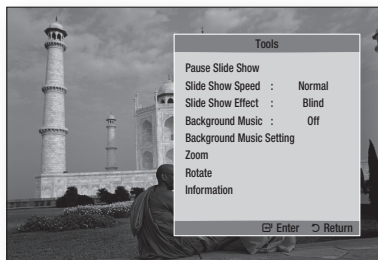 Tools
Pause Slide Show
Slide Show Speed : Normal
Slide Show Effect : Blind
Background Music : Off
Background Music Setting
Zoom
Rotate
Information
Enter Return